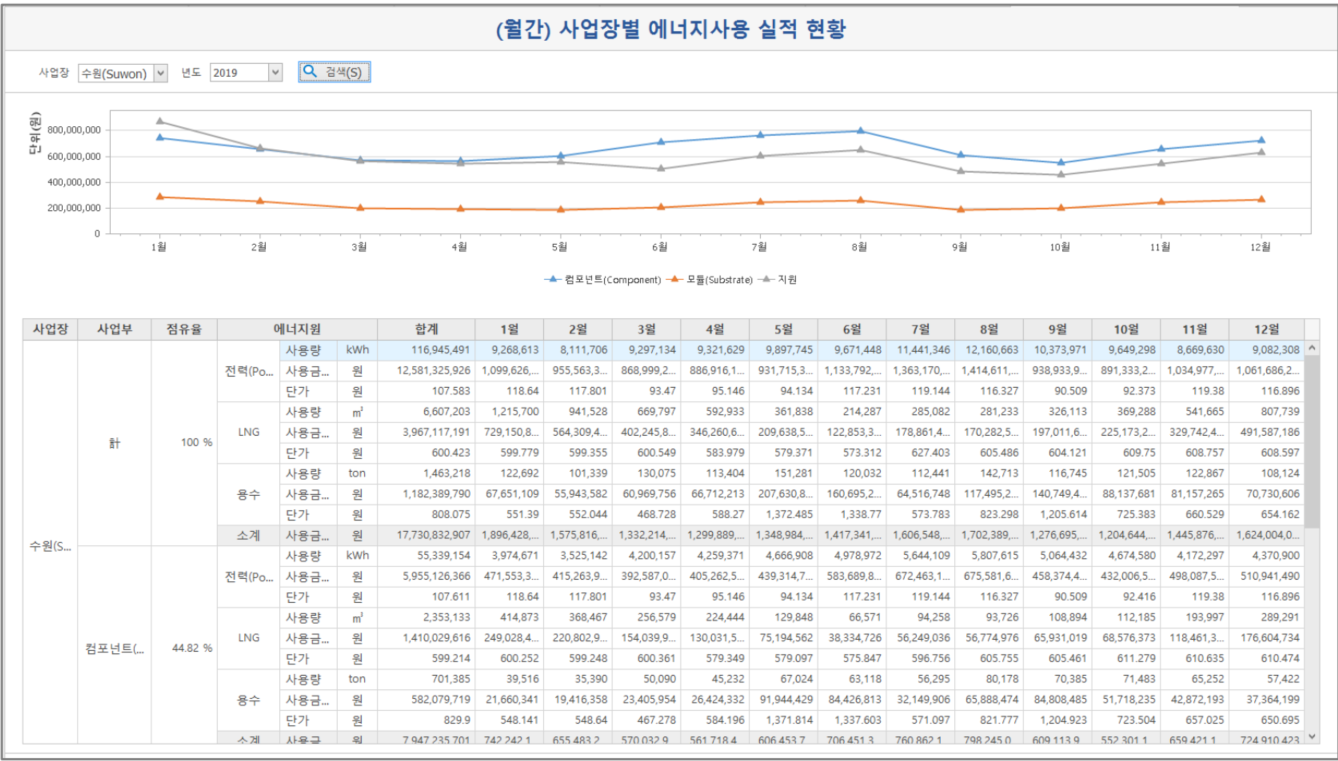 (월간) 사업장별 에너지사용 실적 현황
사업장 수원(Suwon) 년도 2019 검색(S)
단위(원)
800,000,000
600,000,000
400,000,000
200,000,000
0
1월 2월 3월 4월 5월 6월 7월 8월 9월 10월 11월 12월
컴포넌트(Component) 모듈(Substrate) 지원
사업장 사업부 점유율 에너지원 합계 1월 2월 3월 4월 5월 6월 7월 8월 9월 10월 11월 12월
수원(S...
計 100 %
전력(Po... 사용량 kWh 116,945,491 9,268,613 8,111,706 9,297,134 9,321,629 9,897,745 9,671,448 11,441,346 12,160,663 10,373,971 9,649,298 8,669,630 9,082,308
사용금... 원 12,581,325,926 1,099,626,... 955,563,3... 868,999,2... 886,916,1... 931,715,3... 1,133,792,... 1,363,170,... 1,414,611,... 938,933,9... 891,333,2... 1,034,977,... 1,061,686,2...
단가 원 107.583 118.64 117.801 93.47 95.146 94.134 117.231 119.144 116.327 90.509 92.373 119.38 116.896
LNG 사용량 ㎥ 6,607,203 1,215,700 941,528 669,797 592,933 361,838 214,287 285,082 281,233 326,113 369,288 541,665 807,739
사용금... 원 3,967,117,191 729,150,8... 564,309,4... 402,245,8... 346,260,6... 209,638,5... 122,853,3... 178,861,4... 170,282,5... 197,011,6... 225,173,2... 329,742,4... 491,587,186
단가 원 600.423 599.779 599.355 600.549 583.979 579.371 573.312 627.403 605.486 604.121 609.75 608.757 608.597
용수 사용량 ton 1,463,218 122,692 101,339 130,075 113,404 151,281 120,032 112,441 142,713 116,745 121,505 122,867 108,124
사용금... 원 1,182,389,790 67,651,109 55,943,582 60,969,756 66,712,213 207,630,8... 160,695,2... 64,516,748 117,495,2... 140,749,4... 88,137,681 81,157,265 70,730,606
단가 원 808.075 551.39 552.044 468.728 588.27 1,372.485 1,338.77 573.783 823.298 1,205.614 725.383 660.529 654.162
소계 사용금... 원 17,730,832,907 1,896,428,... 1,575,816,... 1,332,214,... 1,299,889,... 1,348,984,... 1,417,341,... 1,606,548,... 1,702,389,... 1,276,695,... 1,204,644,... 1,445,876,... 1,624,004,0...
컴포넌트(... 44.82 %
전력(Po... 사용량 kWh 55,339,154 3,974,671 3,525,142 4,200,157 4,259,371 4,666,908 4,978,972 5,644,109 5,807,615 5,064,432 4,674,580 4,172,297 4,370,900
사용금... 원 5,955,126,366 471,553,3... 415,263,9... 392,587,0... 405,262,5... 439,314,7... 583,689,8... 672,463,1... 675,581,6... 458,374,4... 432,006,5... 498,087,5... 510,941,490
단가 원 107.611 118.64 117.801 93.47 95.146 94.134 117.231 119.144 116.327 90.509 92.416 119.38 116.896
LNG 사용량 ㎥ 2,353,133 414,873 368,467 256,579 224,444 129,848 66,571 94,258 93,726 108,894 112,185 193,997 289,291
사용금... 원 1,410,029,616 249,028,4... 220,802,9... 154,039,9... 130,031,5... 75,194,562 38,334,726 56,249,036 56,774,976 65,931,019 68,576,373 118,461,3... 176,604,734
단가 원 599.214 600.252 599.248 600.361 579.349 579.097 575.847 596.756 605.755 605.461 611.279 610.635 610.474
용수 사용량 ton 701,385 39,516 35,390 50,090 45,232 67,024 63,118 56,295 80,178 70,385 71,483 65,252 57,422
사용금... 원 582,079,719 21,660,341 19,416,358 23,405,954 26,424,332 91,944,429 84,426,813 32,149,906 65,888,474 84,808,485 51,718,235 42,872,193 37,364,199
단가 원 829.9 548.141 548.64 467.278 584.196 1,371.814 1,337.603 571.097 821.777 1,204.923 723.504 657.025 650.695
소계 사용금 원 7,947,235,701 742,242,1 655,483,2 570,032,9 561,718,4 606,453,7 706,451,3 760,862,1 798,245,0 609,113,9 552,301,1 659,421,1 724,910,423